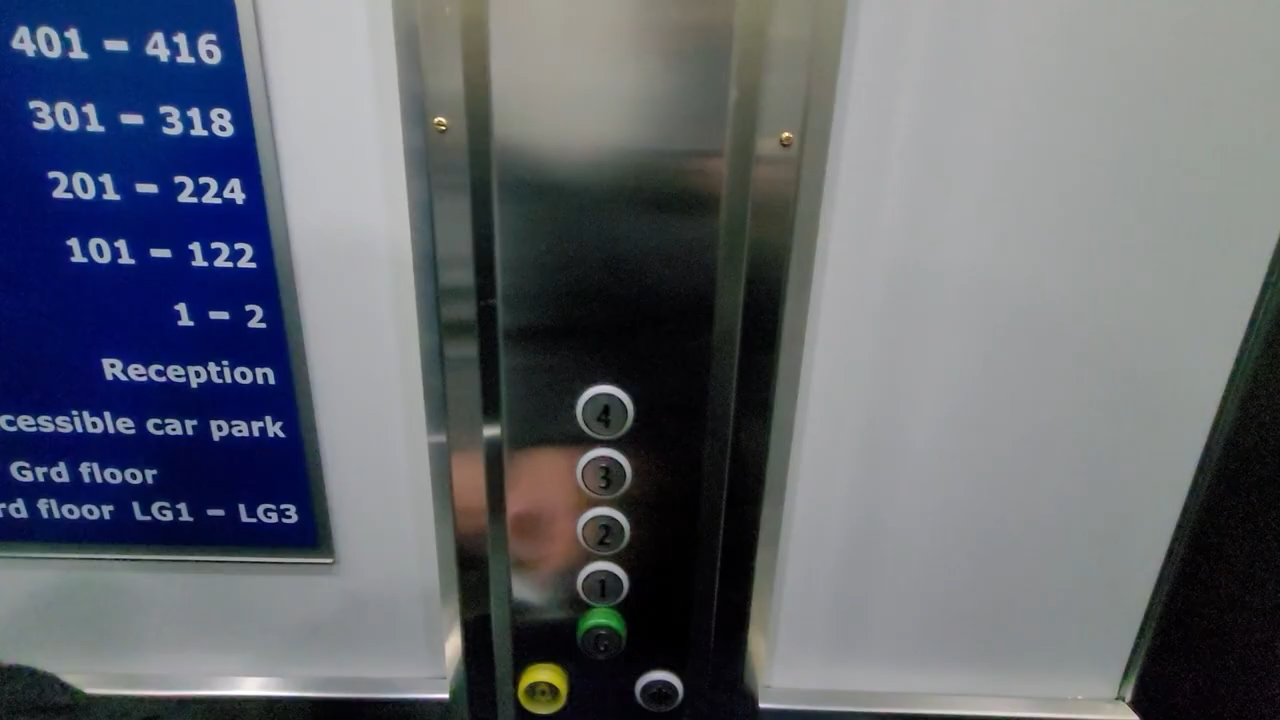 401 – 416
301 – 318
201 – 224
101 – 122
1 – 2
Reception
cessible car park
Grd floor
rd floor LG1 – LG3
4
3
2
1
G